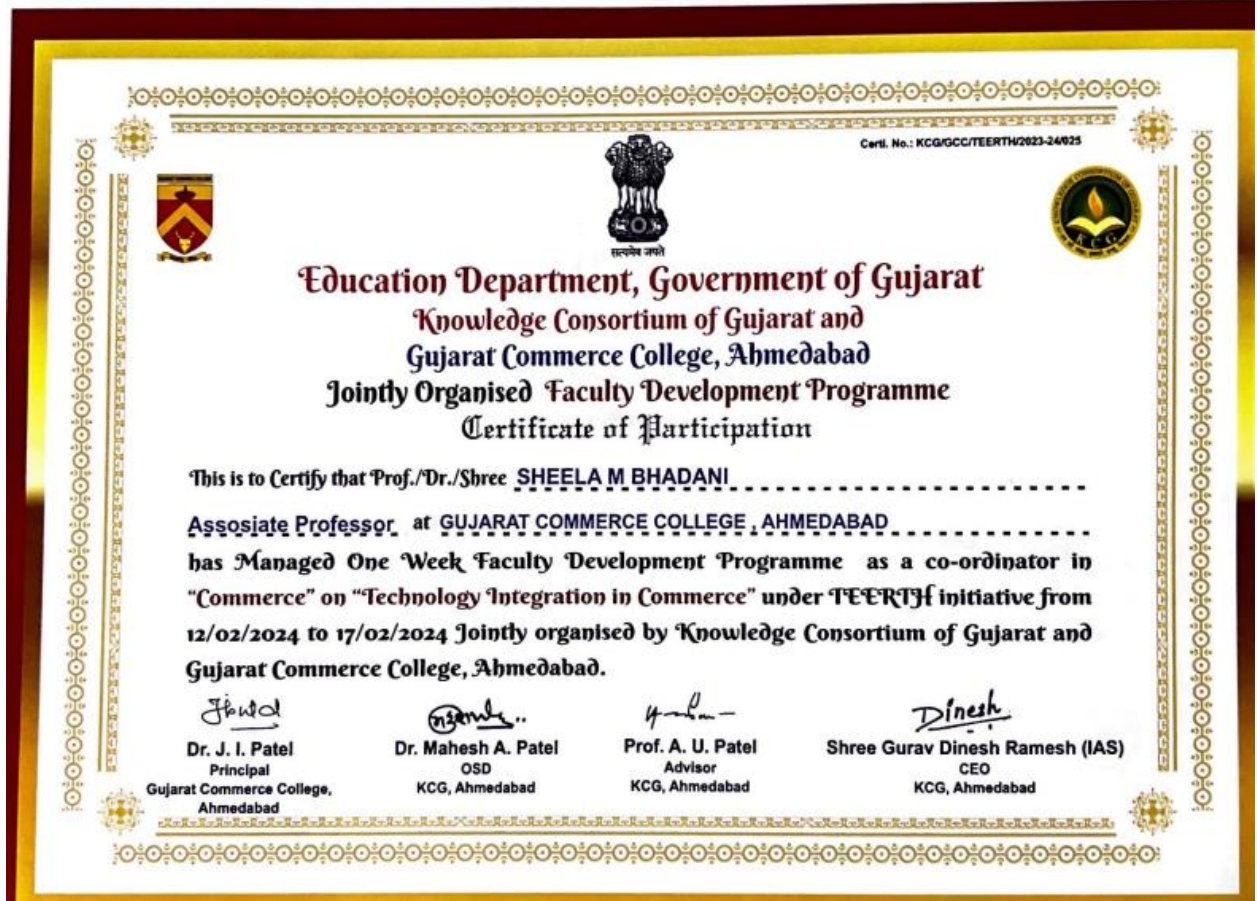 Certi. No.: KCG/GCC/TEERTH/2023-24/025
सत्यमेव जयते
KCG
Education Department, Government of Gujarat
Knowledge Consortium of Gujarat and
Gujarat Commerce College, Ahmedabad
Jointly Organised Faculty Development Programme
Certificate of Participation
This is to Certify that Prof./Dr./Shree SHEELA M BHADANI
Assosiate Professor at GUJARAT COMMERCE COLLEGE , AHMEDABAD
has Managed One Week Faculty Development Programme as a co-ordinator in
"Commerce" on "Technology Integration in Commerce" under TEERTH initiative from
12/02/2024 to 17/02/2024 Jointly organised by Knowledge Consortium of Gujarat and
Gujarat Commerce College, Ahmedabad.
Dinesh
Dr. J. I. Patel Dr. Mahesh A. Patel Prof. A. U. Patel Shree Gurav Dinesh Ramesh (IAS)
Principal OSD Advisor CEO
Gujarat Commerce College, KCG, Ahmedabad KCG, Ahmedabad KCG, Ahmedabad
Ahmedabad